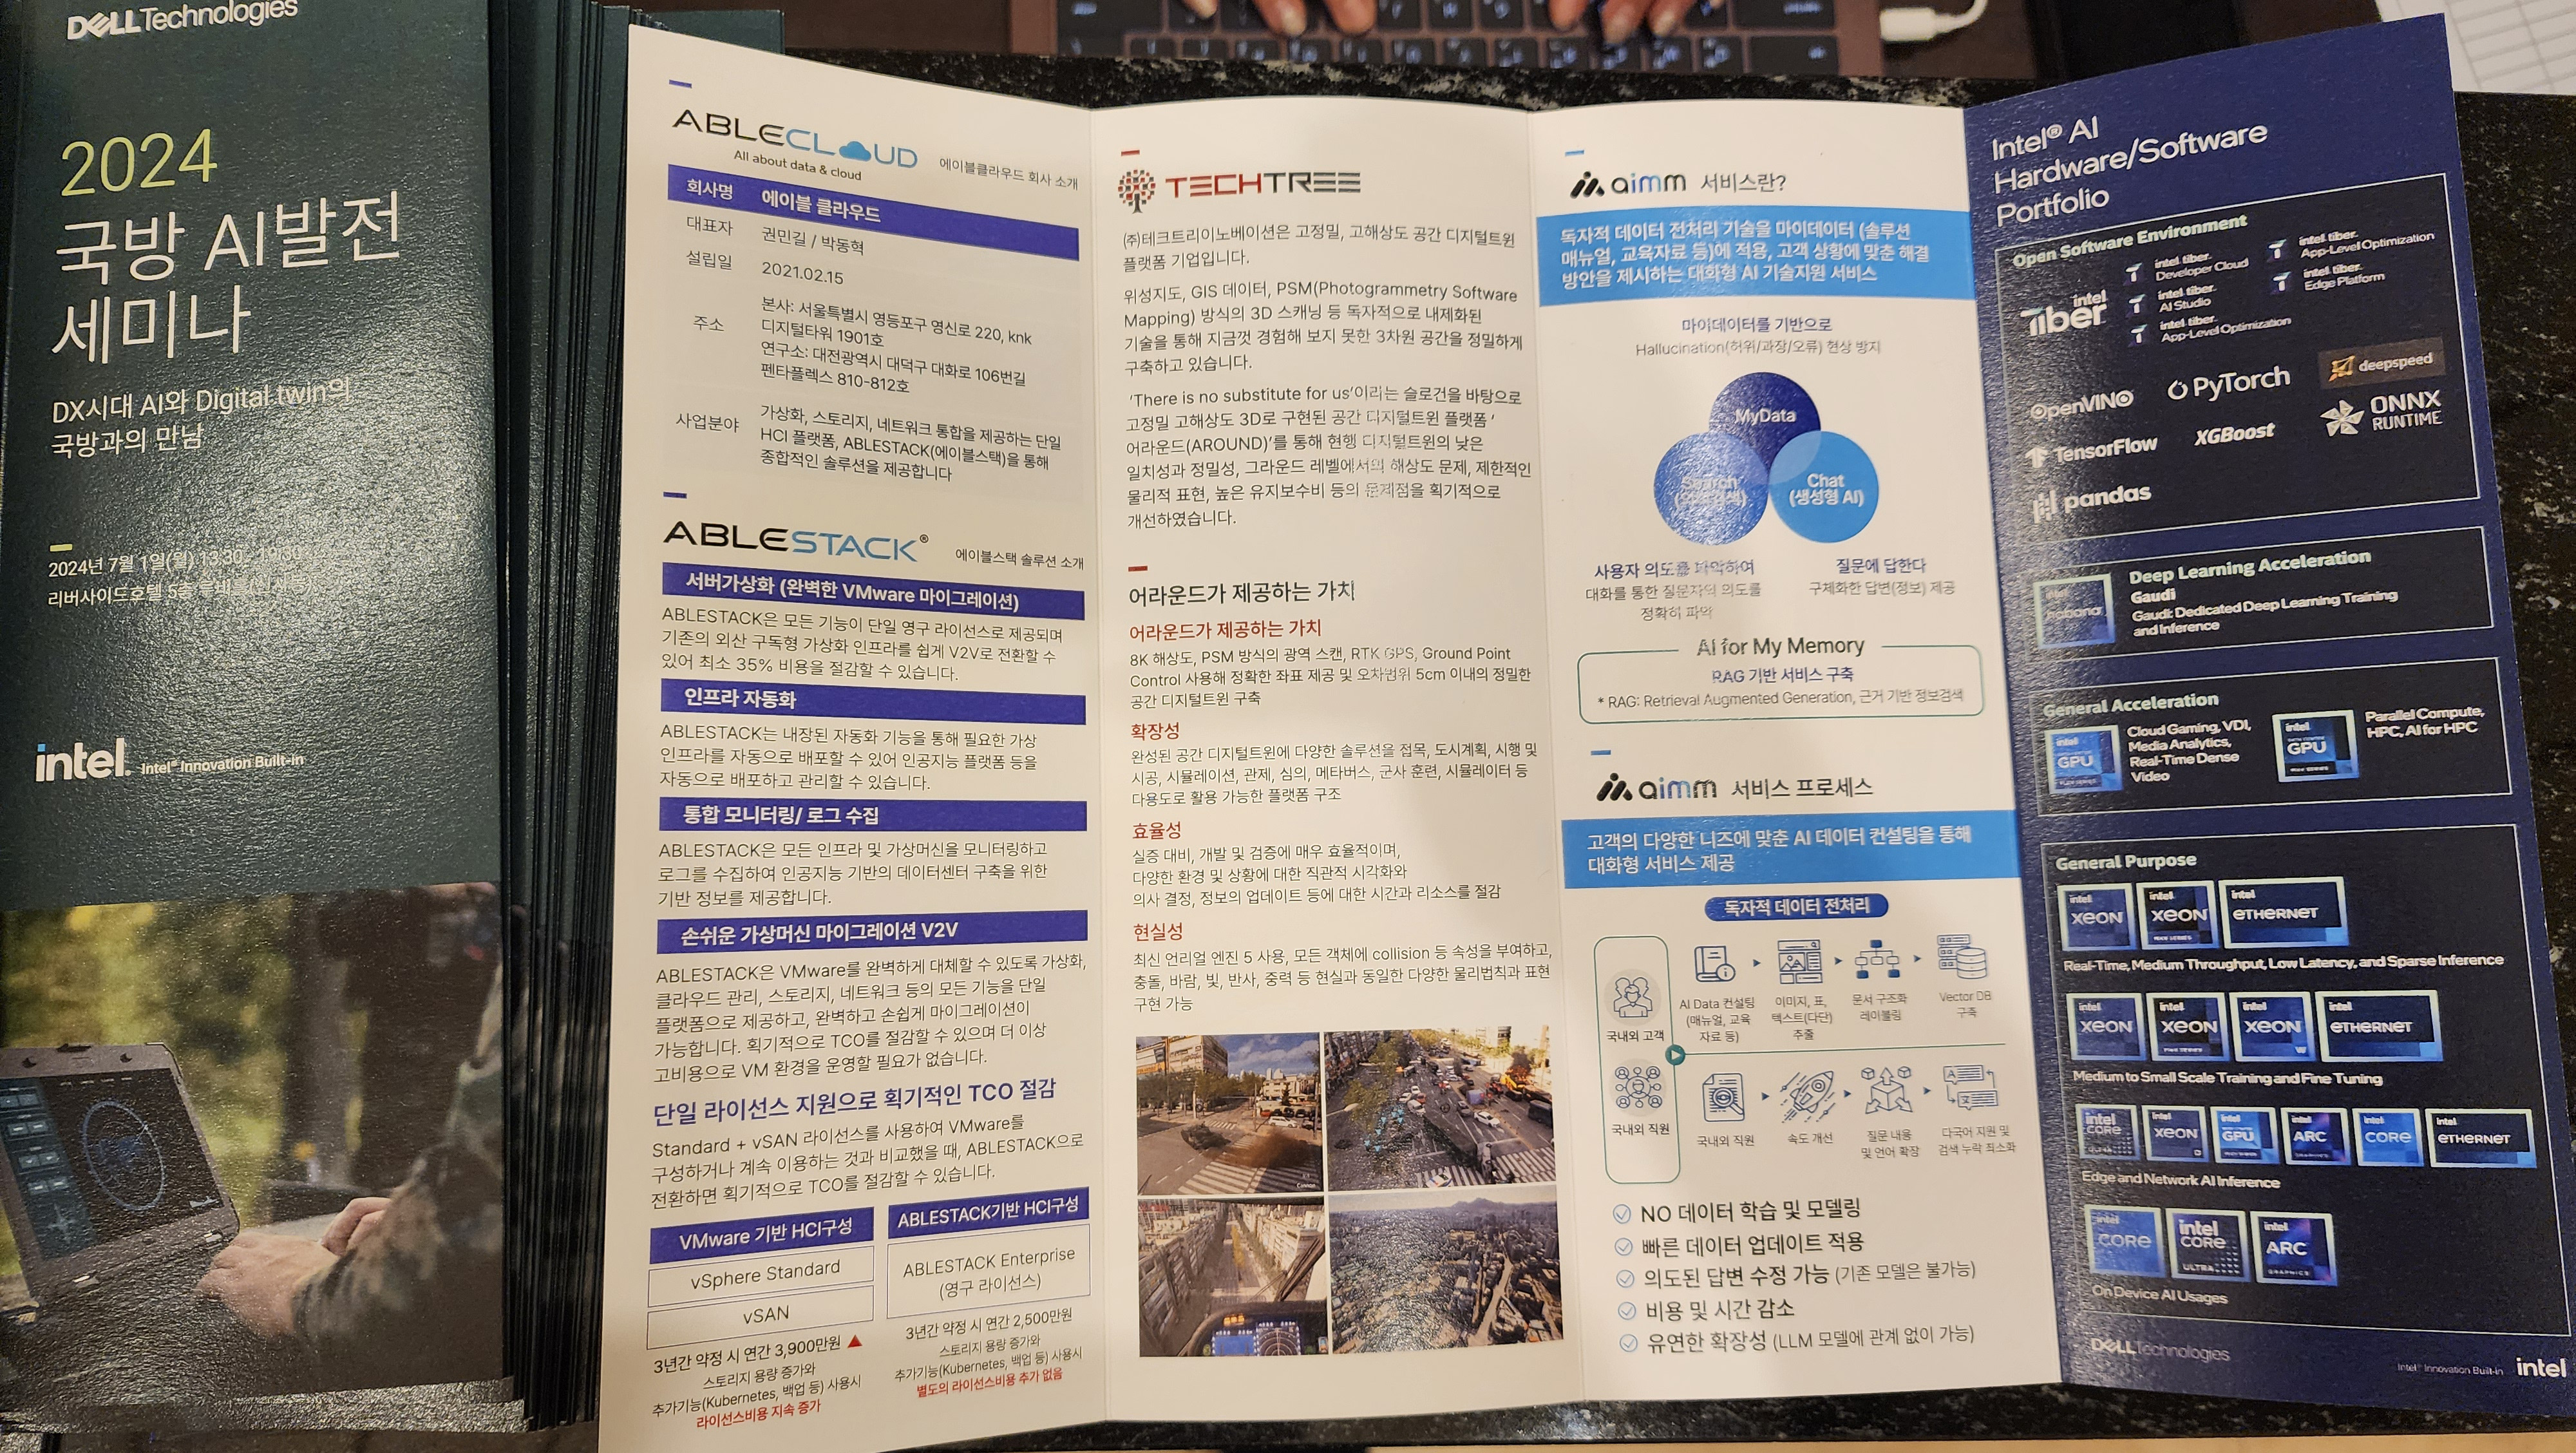 DELL Technologies
2024
국방 AI발전
세미나
DX시대 AI와 Digital twin의
국방과의 만남
2024년 7월 1일(월) 13:30
리버사이드호텔 5층
intel. Intel® Innovation Built-in
ABLECLOUD
All about data & cloud
에이블클라우드 회사 소개
회사명 에이블 클라우드
대표자 권민길 / 박동혁
설립일 2021.02.15
주소 본사: 서울특별시 영등포구 영신로 220, knk
디지털타워 1901호
연구소: 대전광역시 대덕구 대화로 106번길
펜타플렉스 810-812호
사업분야 가상화, 스토리지, 네트워크 통합을 제공하는 단일
HCI 플랫폼, ABLESTACK(에이블스택)을 통해
종합적인 솔루션을 제공합니다
ABLESTACK® 에이블스택 솔루션 소개
서버가상화 (완벽한 VMware 마이그레이션)
ABLESTACK은 모든 기능이 단일 영구 라이선스로 제공되며
기존의 외산 구독형 가상화 인프라를 쉽게 V2V로 전환할 수
있어 최소 35% 비용을 절감할 수 있습니다.
인프라 자동화
ABLESTACK는 내장된 자동화 기능을 통해 필요한 가상
인프라를 자동으로 배포할 수 있어 인공지능 플랫폼 등을
자동으로 배포하고 관리할 수 있습니다.
통합 모니터링/ 로그 수집
ABLESTACK은 모든 인프라 및 가상머신을 모니터링하고
로그를 수집하여 인공지능 기반의 데이터센터 구축을 위한
기반 정보를 제공합니다.
손쉬운 가상머신 마이그레이션 V2V
ABLESTACK은 VMware를 완벽하게 대체할 수 있도록 가상화,
클라우드 관리, 스토리지, 네트워크 등의 모든 기능을 단일
플랫폼으로 제공하고, 완벽하고 손쉽게 마이그레이션이
가능합니다. 획기적으로 TCO를 절감할 수 있으며 더 이상
고비용으로 VM 환경을 운영할 필요가 없습니다.
단일 라이선스 지원으로 획기적인 TCO 절감
Standard + vSAN 라이선스를 사용하여 VMware를
구성하거나 계속 이용하는 것과 비교했을 때, ABLESTACK으로
전환하면 획기적으로 TCO를 절감할 수 있습니다.
VMware 기반 HCI구성
vSphere Standard
vSAN
3년간 약정 시 연간 3,900만원 ▲
스토리지 용량 증가와
추가기능(Kubernetes, 백업 등) 사용시
라이선스비용 지속 증가
ABLESTACK기반 HCI구성
ABLESTACK Enterprise
(영구 라이선스)
3년간 약정 시 연간 2,500만원
스토리지 용량 증가와
추가기능(Kubernetes, 백업 등) 사용시
별도의 라이선스비용 추가 없음
TECHTREE
(주)테크트리이노베이션은 고정밀, 고해상도 공간 디지털트윈
플랫폼 기업입니다.
위성지도, GIS 데이터, PSM(Photogrammetry Software
Mapping) 방식의 3D 스캐닝 등 독자적으로 내제화된
기술을 통해 지금껏 경험해 보지 못한 3차원 공간을 정밀하게
구축하고 있습니다.
'There is no substitute for us'이라는 슬로건을 바탕으로
고정밀 고해상도 3D로 구현된 공간 디지털트윈 플랫폼 '
어라운드(AROUND)'를 통해 현행 디지털트윈의 낮은
일치성과 정밀성, 그라운드 레벨에서의 해상도 문제, 제한적인
물리적 표현, 높은 유지보수비 등의 문제점을 획기적으로
개선하였습니다.
어라운드가 제공하는 가치
어라운드가 제공하는 가치
8K 해상도, PSM 방식의 광역 스캔, RTK GPS, Ground Point
Control 사용해 정확한 좌표 제공 및 오차범위 5cm 이내의 정밀한
공간 디지털트윈 구축
확장성
완성된 공간 디지털트윈에 다양한 솔루션을 접목, 도시계획, 시행 및
시공, 시뮬레이션, 관제, 심의, 메타버스, 군사 훈련, 시뮬레이터 등
다용도로 활용 가능한 플랫폼 구조
효율성
실증 대비, 개발 및 검증에 매우 효율적이며,
다양한 환경 및 상황에 대한 직관적 시각화와
의사 결정, 정보의 업데이트 등에 대한 시간과 리소스를 절감
현실성
최신 언리얼 엔진 5 사용, 모든 객체에 collision 등 속성을 부여하고,
충돌, 바람, 빛, 반사, 중력 등 현실과 동일한 다양한 물리법칙과 표현
구현 가능
aimm 서비스란?
독자적 데이터 전처리 기술을 마이데이터 (솔루션
매뉴얼, 교육자료 등)에 적용, 고객 상황에 맞춘 해결
방안을 제시하는 대화형 AI 기술지원 서비스
마이데이터를 기반으로
Hallucination(허위/과장/오류) 현상 방지
MyData
Search
Chat
(생성형 AI)
사용자 의도를 파악하여
대화를 통한 질문자의 의도를
정확히 파악
질문에 답한다
구체화한 답변(정보) 제공
AI for My Memory
RAG 기반 서비스 구축
* RAG: Retrieval Augmented Generation, 근거 기반 정보검색
aimm 서비스 프로세스
고객의 다양한 니즈에 맞춘 AI 데이터 컨설팅을 통해
대화형 서비스 제공
독자적 데이터 전처리
국내외 고객
AI Data 컨설팅
(매뉴얼, 교육
자료 등)
이미지, 표,
텍스트(다단)
추출
문서 구조화
레이블링
Vector DB
구축
국내외 직원
국내외 직원
속도 개선
질문 내용
및 언어 확장
다국어 지원 및
검색 누락 최소화
NO 데이터 학습 및 모델링
빠른 데이터 업데이트 적용
의도된 답변 수정 가능 (기존 모델은 불가능)
비용 및 시간 감소
유연한 확장성 (LLM 모델에 관계 없이 가능)
Intel® AI
Hardware/Software
Portfolio
Open Software Environment
intel Tiber
intel tiber.
Developer Cloud
intel tiber.
AI Studio
intel tiber.
App-Level Optimization
intel tiber.
App-Level Optimization
intel tiber.
Edge Platform
OpenVINO
PyTorch
deepspeed
TensorFlow
XGBoost
ONNX
RUNTIME
pandas
Deep Learning Acceleration
Gaudi
Gaudi: Dedicated Deep Learning Training
and Inference
General Acceleration
intel GPU
Cloud Gaming, VDI,
Media Analytics,
Real-Time Dense
Video
intel GPU
Parallel Compute,
HPC, AI for HPC
General Purpose
intel XEON
intel XEON
intel ETHERNET
Real-Time, Medium Throughput, Low Latency, and Sparse Inference
intel XEON
intel XEON
intel XEON W
intel ETHERNET
Medium to Small Scale Training and Fine Tuning
intel CORE
intel XEON D
intel GPU
intel ARC
intel CORE
intel ETHERNET
Edge and Network AI Inference
intel CORE
intel CORE ULTRA
intel ARC GRAPHICS
On Device AI Usages
DELL Technologies
Intel® Innovation Built-in intel